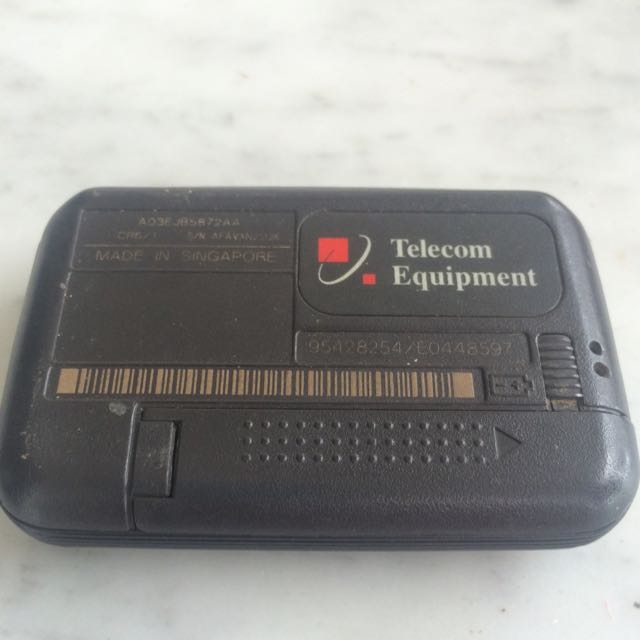 A03EJB5872AA
MADE IN SINGAPORE
Telecom
Equipment
95428254/E0448597